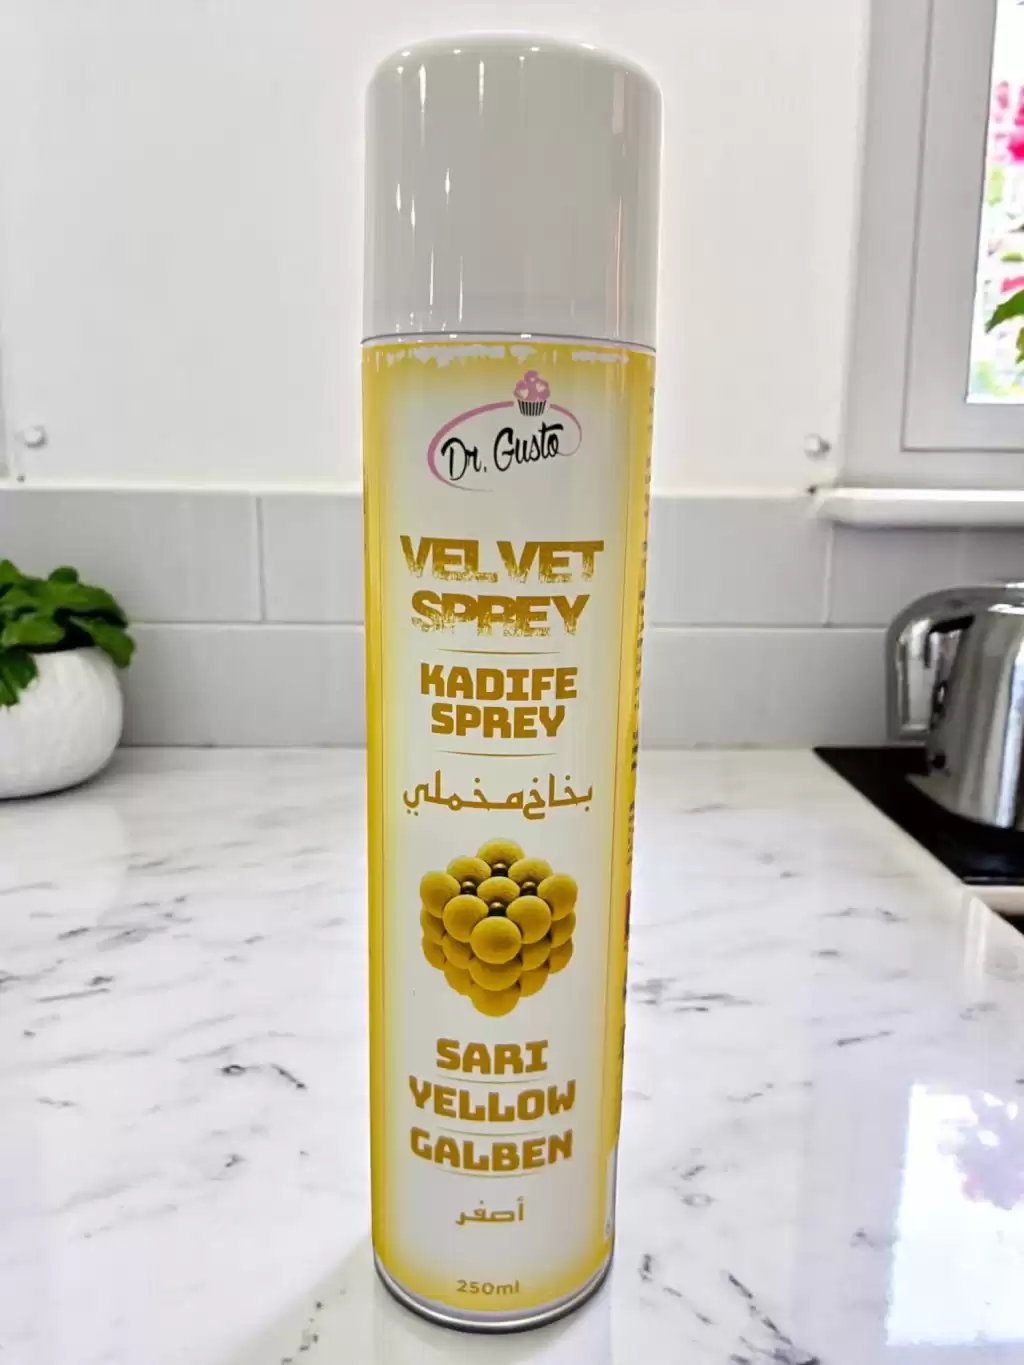 Dr. Gusto
VELVET
SPREY
KADIFE
SPREY
بخاخ مخملي
SARI
YELLOW
GALBEN
أصفر
250ml